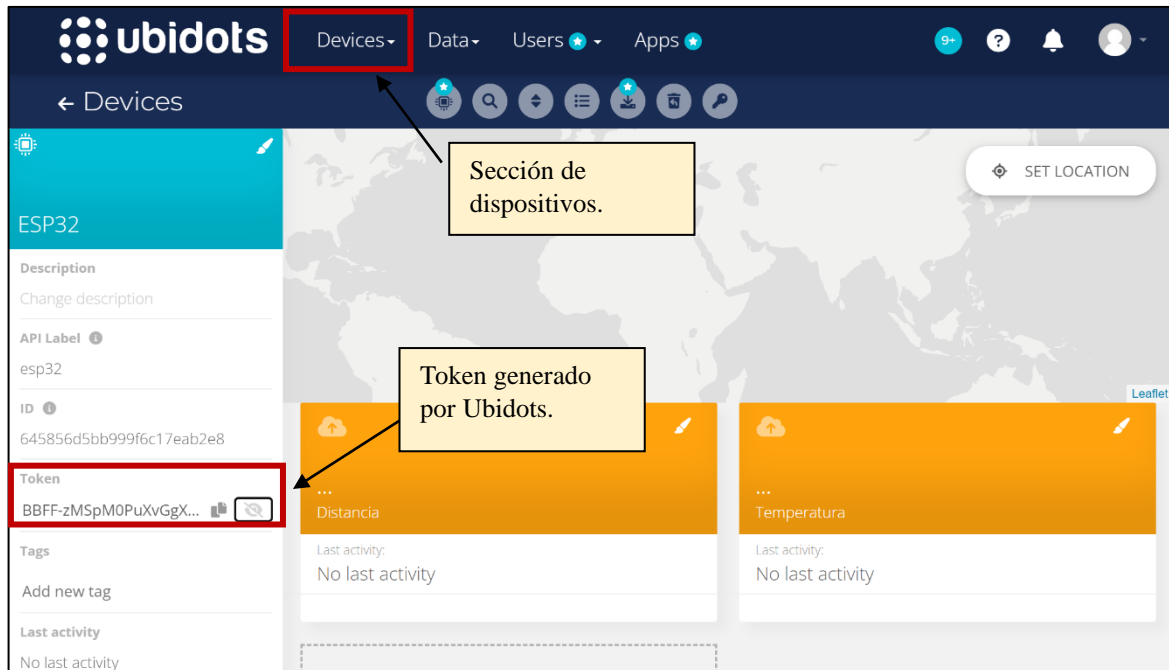 ubidots
Devices
Data
Users
Apps
9+
?
← Devices
Sección de
dispositivos.
SET LOCATION
ESP32
Description
Change description
API Label
esp32
ID
645856d5bb999f6c17eab2e8
Token generado
por Ubidots.
Leaflet
Token
BBFF-zMSpM0PuXvGgX...
...
Distancia
...
Temperatura
Tags
Add new tag
Last activity:
No last activity
Last activity:
No last activity
Last activity
No last activity